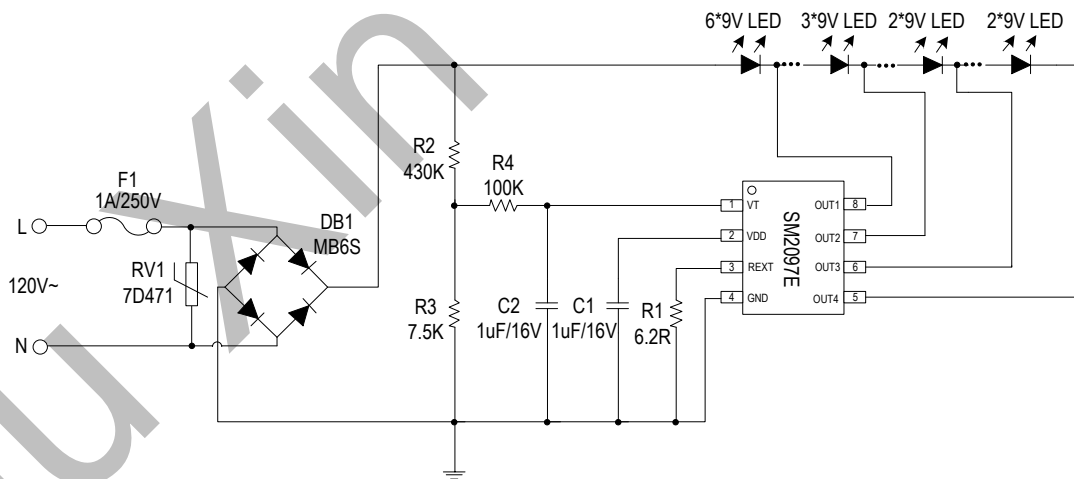 6*9V LED 3*9V LED 2*9V LED 2*9V LED
R2
430K
R4
100K
F1
1A/250V
L
DB1
MB6S
RV1
7D471
120V~
N
R3
7.5K
C2
1uF/16V
C1
1uF/16V
R1
6.2R
1 VT OUT1 8
2 VDD OUT2 7
3 REXT OUT3 6
4 GND OUT4 5
SM2097E
u Xin